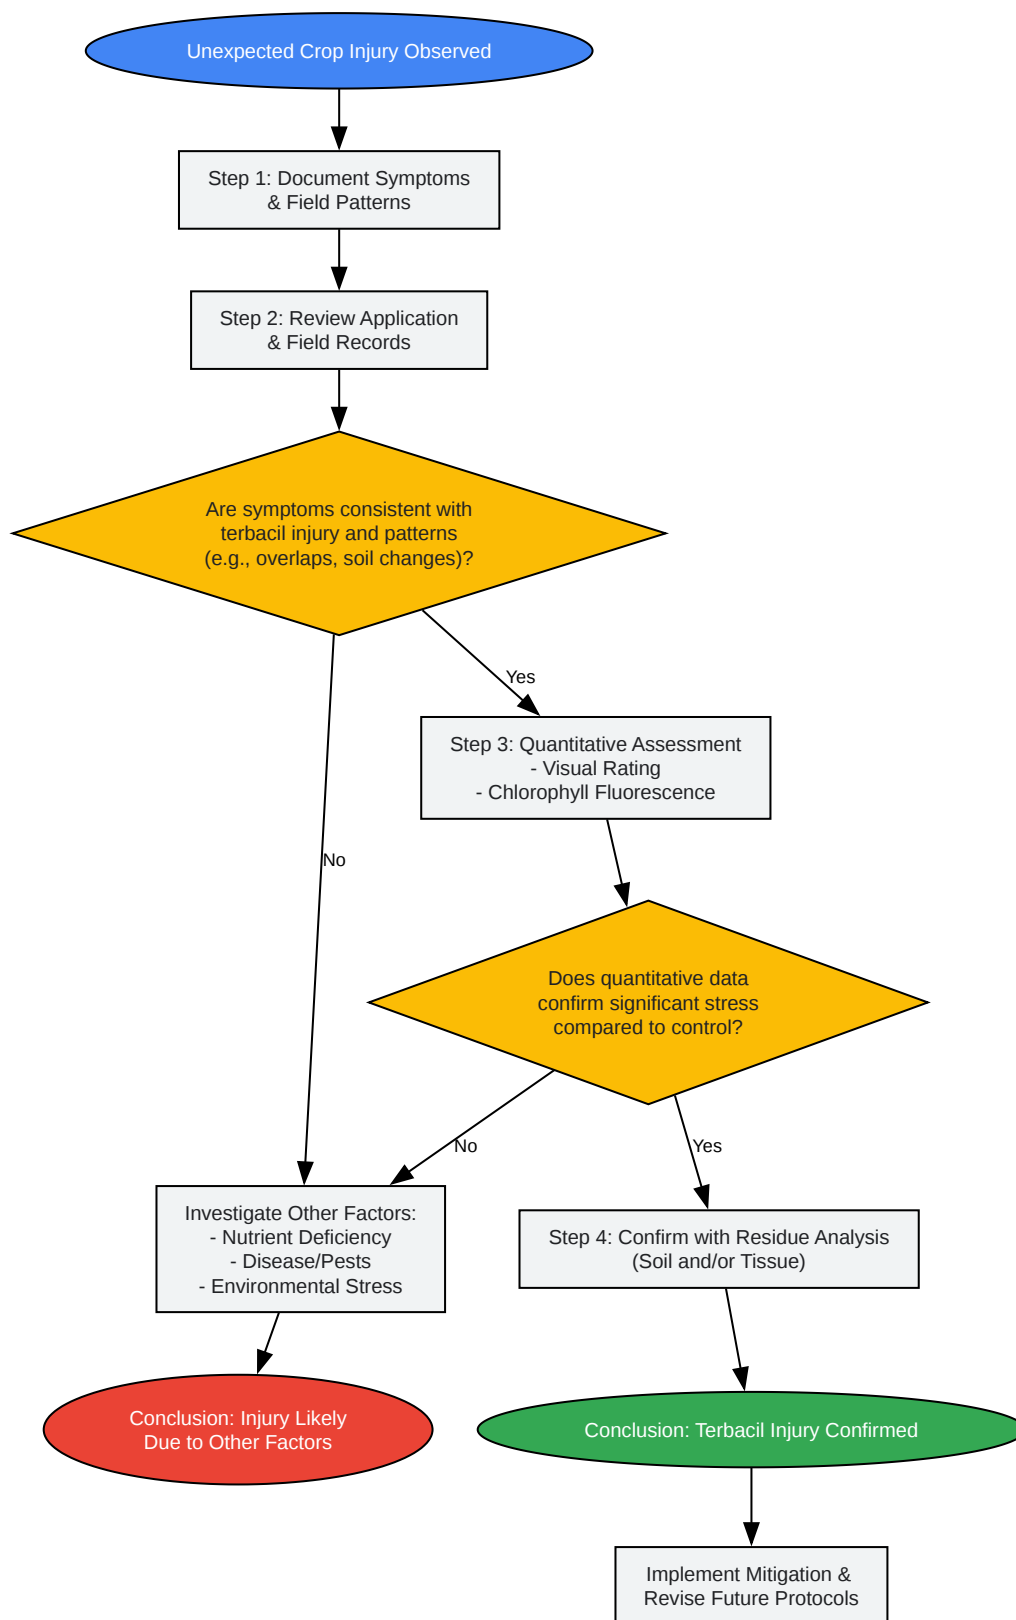 Unexpected Crop Injury Observed
Step 1: Document Symptoms
& Field Patterns
Step 2: Review Application
& Field Records
Are symptoms consistent with
terbacil injury and patterns
(e.g., overlaps, soil changes)?
Yes
Step 3: Quantitative Assessment
- Visual Rating
- Chlorophyll Fluorescence
No
Does quantitative data
confirm significant stress
compared to control?
No
Yes
Investigate Other Factors:
- Nutrient Deficiency
- Disease/Pests
- Environmental Stress
Step 4: Confirm with Residue Analysis
(Soil and/or Tissue)
Conclusion: Injury Likely
Due to Other Factors
Conclusion: Terbacil Injury Confirmed
Implement Mitigation &
Revise Future Protocols